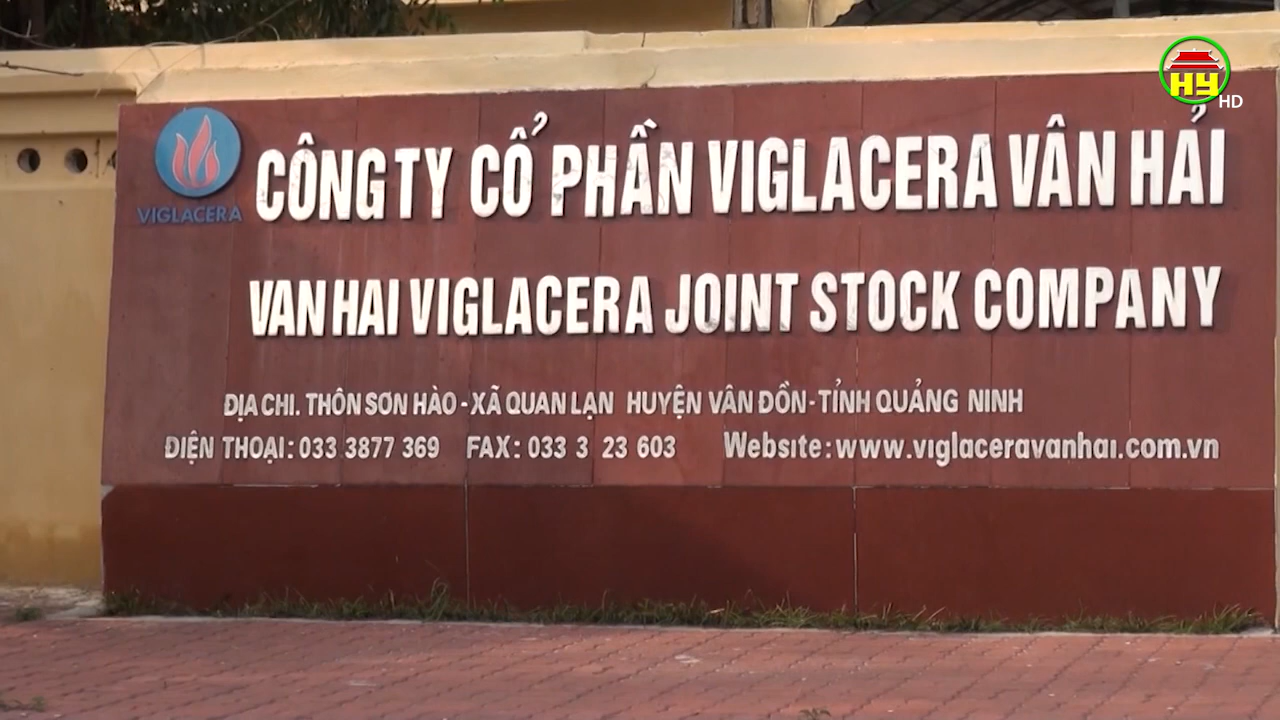 HY
HD
VIGLACERA
CÔNG TY CỔ PHẦN VIGLACERA VÂN HẢI
VAN HAI VIGLACERA JOINT STOCK COMPANY
ĐỊA CHỈ. THÔN SƠN HÀO - XÃ QUAN LẠN HUYỆN VÂN ĐỒN - TỈNH QUẢNG NINH
ĐIỆN THOẠI: 033 3877 369 FAX: 033 3 23 603 Website: www.viglaceravanhai.com.vn